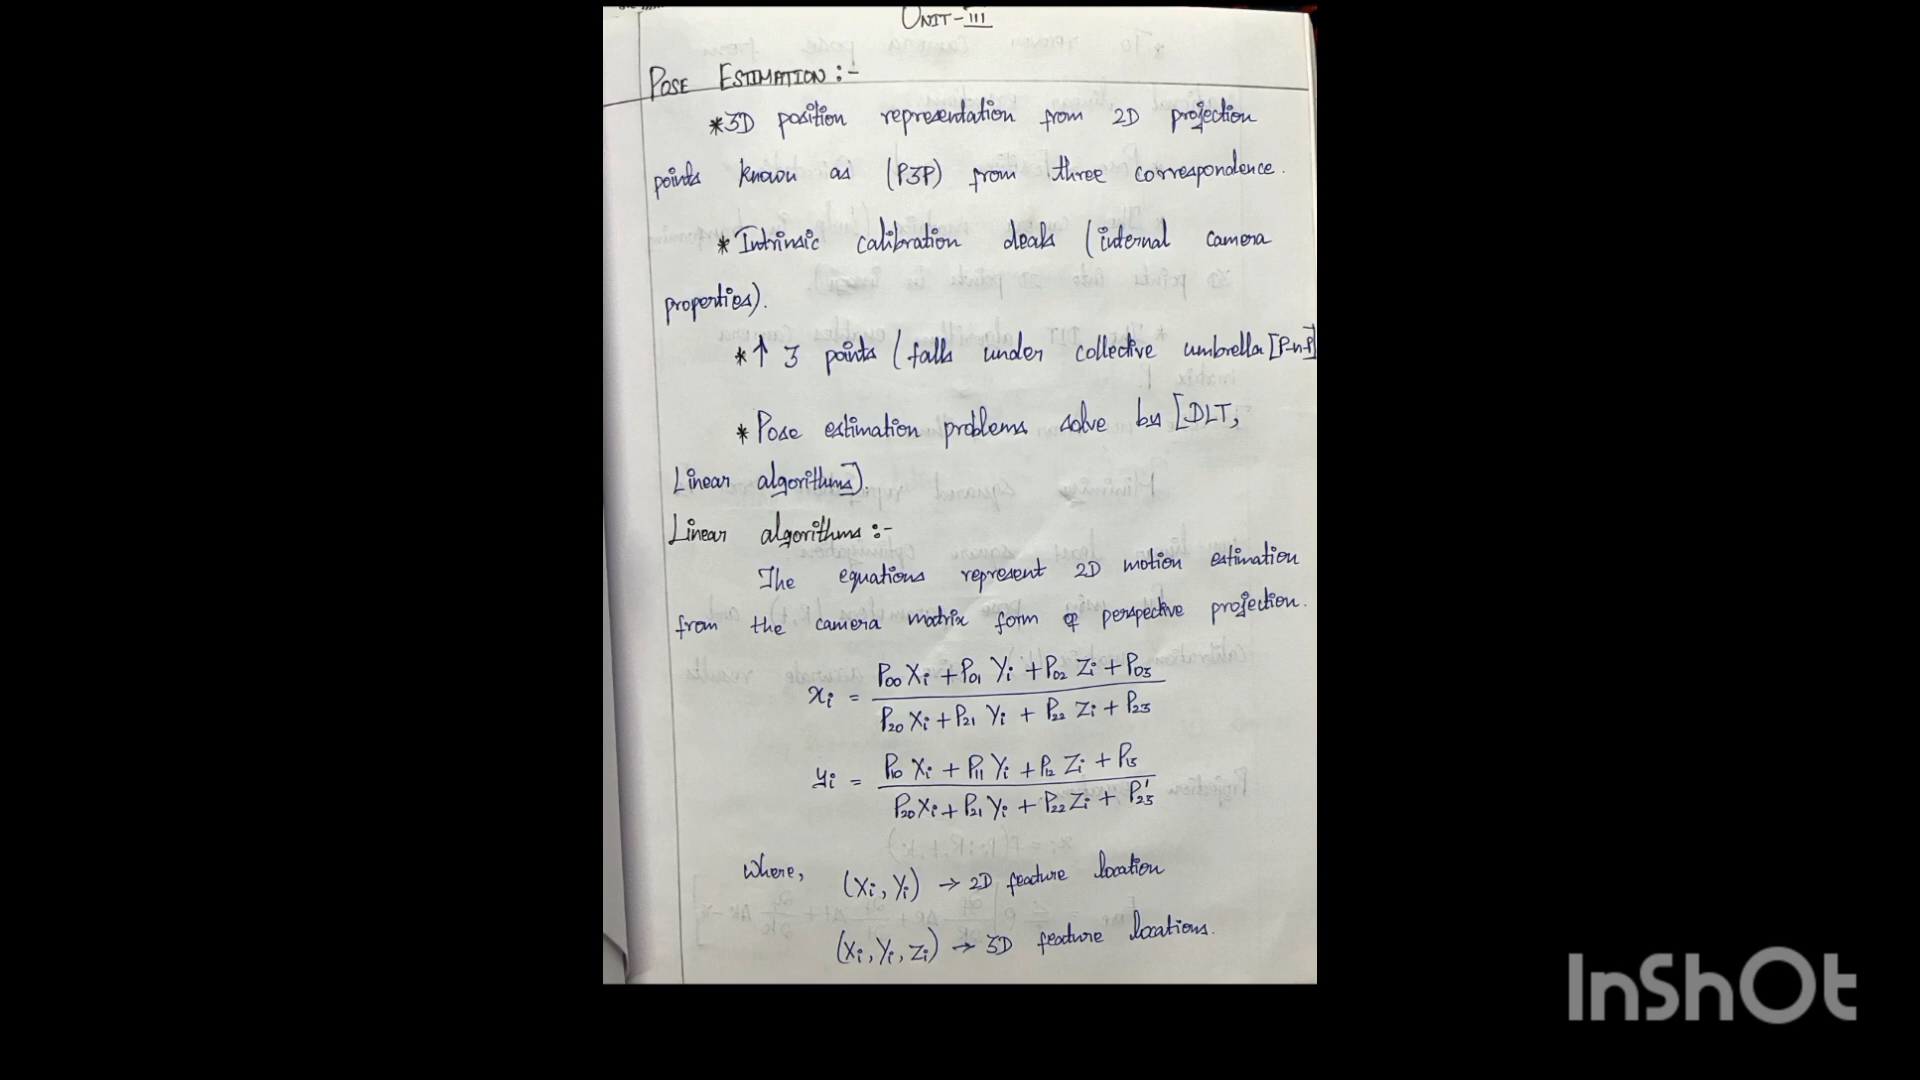 UNIT-III
POSE ESTIMATION :-
*3D position representation from 2D projection
points known as (P3P) from three correspondence.
*Intrinsic calibration deals (internal camera
properties).
*↑ 3 points (falls under collective umbrella [P-n-P]
*Pose estimation problems solve by [DLT,
Linear algorithms].
Linear algorithms :-
The equations represent 2D motion estimation
from the camera matrix form of perspective projection.
xi = P00 Xi + P01 Yi + P02 Zi + P03
P20 Xi + P21 Yi + P22 Zi + P23
yi = P10 Xi + P11 Yi + P12 Zi + P13
P20 Xi + P21 Yi + P22 Zi + P23
Where, (Xi, Yi) → 2D feature location
(Xi, Yi, Zi) → 3D feature locations.
InShOt